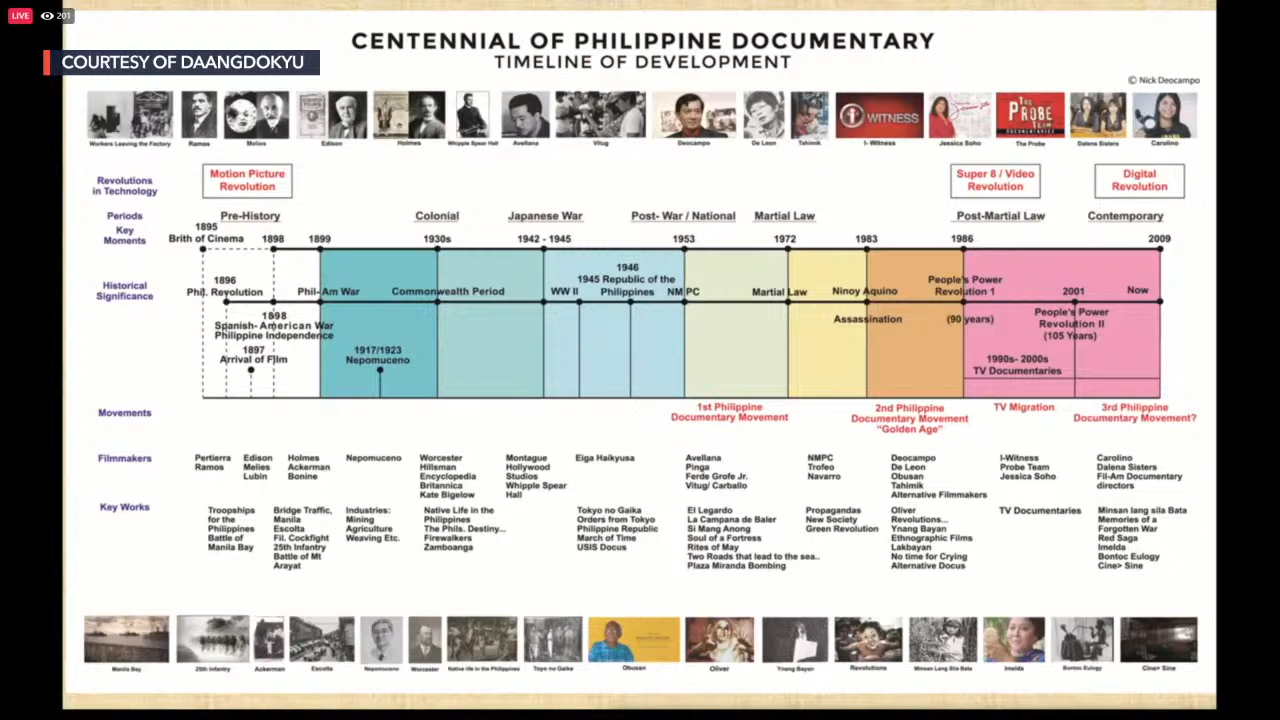 LIVE 201
COURTESY OF DAANGDOKYU
CENTENNIAL OF PHILIPPINE DOCUMENTARY
TIMELINE OF DEVELOPMENT
© Nick Deocampo
Workers Leaving the Factory Ramos Melies Edison Holmes Whipple Spear Hall Avellana Vitug Deocampo De Leon Tahimik I- Witness Jessica Soho The Probe Dalena Sisters Carolino
WITNESS
THE PROBE TEAM DOCUMENTARIES
Revolutions
in Technology
Motion Picture
Revolution
Super 8 / Video
Revolution
Digital
Revolution
Periods Pre-History Colonial Japanese War Post- War / National Martial Law Post-Martial Law Contemporary
Key
Moments
1895
Brith of Cinema 1898 1899 1930s 1942 - 1945 1953 1972 1983 1986 2009
Historical
Significance
1896
Phil. Revolution
Phil- Am War
Commonwealth Period
WW II
1946
1945 Republic of the
Philippines
NMPC
Martial Law
Ninoy Aquino
Assassination
People's Power
Revolution 1
(90 years)
2001
People's Power
Revolution II
(105 Years)
Now
1898
Spanish- American War
Philippine Independence
1897
Arrival of Film
1917/1923
Nepomuceno
1990s- 2000s
TV Documentaries
Movements
1st Philippine
Documentary Movement
2nd Philippine
Documentary Movement
"Golden Age"
TV Migration
3rd Philippine
Documentary Movement?
Filmmakers
Pertierra
Ramos
Edison
Melies
Lubin
Holmes
Ackerman
Bonine
Nepomuceno
Worcester
Hillsman
Encyclopedia
Britannica
Kate Bigelow
Montague
Hollywood
Studios
Whipple Spear
Hall
Eiga Haikyusa
Avellana
Pinga
Ferde Grofe Jr.
Vitug/ Carballo
NMPC
Trofeo
Navarro
Deocampo
De Leon
Obusan
Tahimik
Alternative Filmmakers
I-Witness
Probe Team
Jessica Soho
Carolino
Dalena Sisters
Fil-Am Documentary
directors
Key Works
Troopships
for the
Philippines
Battle of
Manila Bay
Bridge Traffic,
Manila
Escolta
Fil. Cockfight
25th Infantry
Battle of Mt
Arayat
Industries:
Mining
Agriculture
Weaving Etc.
Native Life in the
Philippines
The Phils. Destiny...
Firewalkers
Zamboanga
Tokyo no Gaika
Orders from Tokyo
Philippine Republic
March of Time
USIS Docus
El Legardo
La Campana de Baler
Si Mang Anong
Soul of a Fortress
Rites of May
Two Roads that lead to the sea..
Plaza Miranda Bombing
Propagandas
New Society
Green Revolution
Oliver
Revolutions...
Ynang Bayan
Ethnographic Films
Lakbayan
No time for Crying
Alternative Docus
TV Documentaries
Minsan lang sila Bata
Memories of a
Forgotten War
Red Saga
Imelda
Bontoc Eulogy
Cine> Sine
Manila Bay 25th Infantry Ackerman Escolta Nepomuceno Worcester Native life in the Philippines Toyo no Gaika Obusan Oliver Ynang Bayan Revolutions Minsan Lang Sila Bata Imelda Bontoc Eulogy Cine> Sine